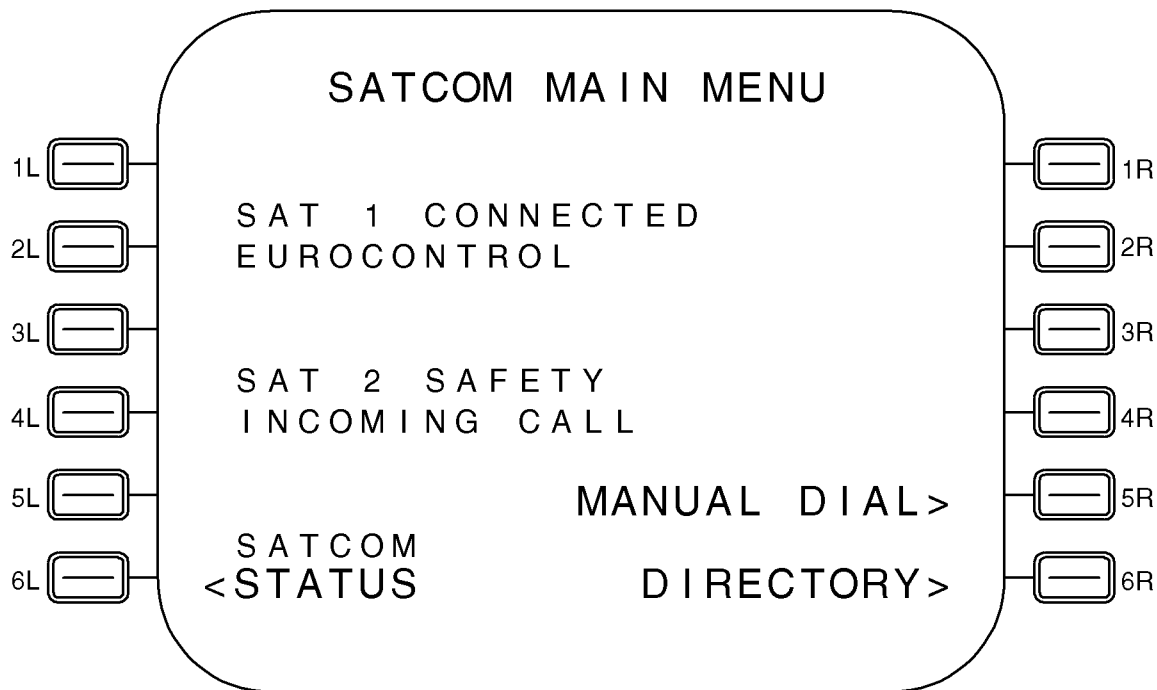 SATCOM MAIN MENU
1L
1R
SAT 1 CONNECTED
2L
EUROCONTROL
2R
3L
3R
SAT 2 SAFETY
4L
INCOMING CALL
4R
5L
MANUAL DIAL>
5R
SATCOM
6L
<STATUS
DIRECTORY>
6R